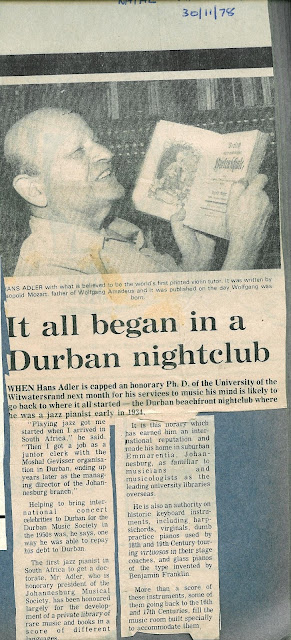 NATAL
30/11/78
HANS ADLER with what is believed to be the world's first printed violin tutor. It was written by
Leopold Mozart, father of Wolfgang Amadeus and it was published on the day Wolfgang was
born.
It all began in a
Durban nightclub
WHEN Hans Adler is capped an honorary Ph. D. of the University of the
Witwatersrand next month for his services to music his mind is likely to
go back to where it all started — the Durban beachfront nightclub where
he was a jazz pianist early in 1934.
"Playing jazz got me
started when I arrived in
South Africa," he said.
"Then I got a job as a
junior clerk with the
Moshal Gevisser organisa-
tion in Durban, ending up
years later as the manag-
ing director of the Johan-
nesburg branch."
Helping to bring inter-
national concert
celebrities to Durban for the
Durban Music Society in
the 1950s was, he says, one
way he was able to repay
his debt to Durban.
The first jazz pianist in
South Africa to get a doc-
torate, Mr. Adler, who is
honorary president of the
Johannesburg Musical
Society, has been honoured
largely for the develop-
ment of a private library of
rare music and books in a
score of different
languages.
It is this library which
has earned him an inter-
national reputation and
made his home in suburban
Emmarentia, Johan-
nesburg, as familiar to
musicians and
musicologists as the
leading university libraries
overseas.
He is also an authority on
historic keyboard instru-
ments, including harp-
sichords, virginals, dumb
practice pianos used by
18th and 19th Century tour-
ing virtuosos in their stage
coaches, and glass pianos
of the type invented by
Benjamin Franklin.
More than a score of
these instruments, some of
them going back to the 16th
and 17th Centuries, fill the
music room built specially
to accommodate them.